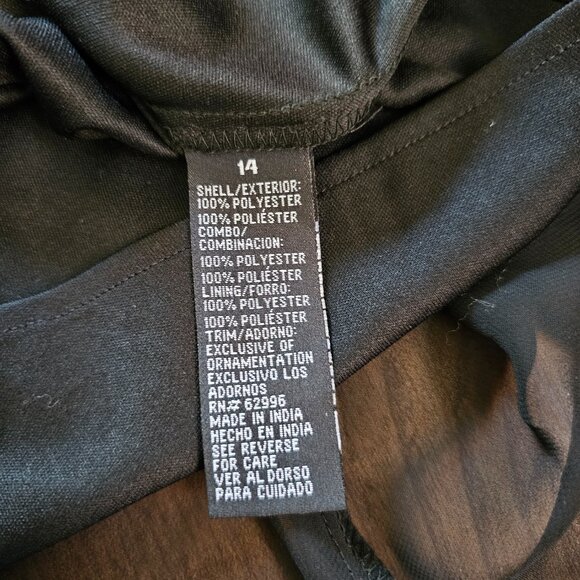 14
SHELL/EXTERIOR:
100% POLYESTER
100% POLIÉSTER
COMBO/
COMBINACION:
100% POLYESTER
100% POLIÉSTER
LINING/FORRO:
100% POLYESTER
100% POLIÉSTER
TRIM/ADORNO:
EXCLUSIVE OF
ORNAMENTATION
EXCLUSIVO LOS
ADORNOS
RN# 62996
MADE IN INDIA
HECHO EN INDIA
SEE REVERSE
FOR CARE
VER AL DORSO
PARA CUIDADO